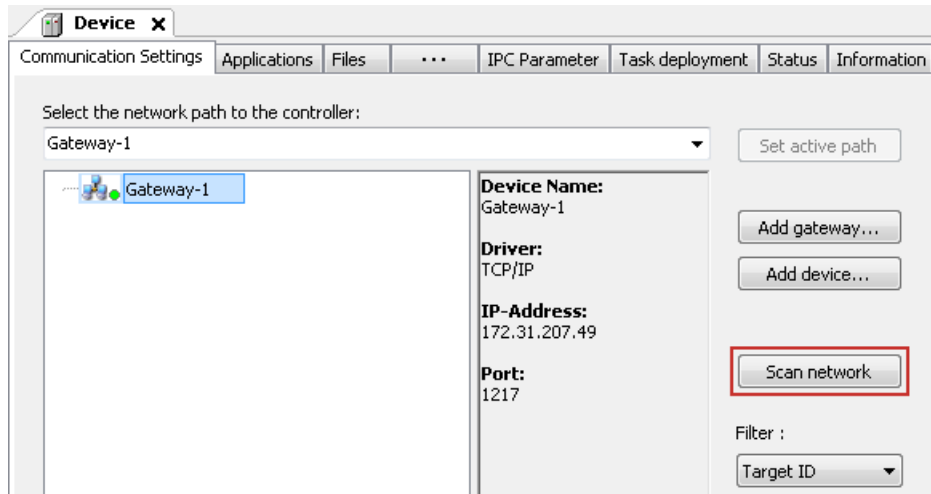 Device X
Communication Settings Applications Files ... IPC Parameter Task deployment Status Information
Select the network path to the controller:
Gateway-1
Set active path
Gateway-1
Device Name:
Gateway-1
Driver:
TCP/IP
IP-Address:
172.31.207.49
Port:
1217
Add gateway...
Add device...
Scan network
Filter :
Target ID